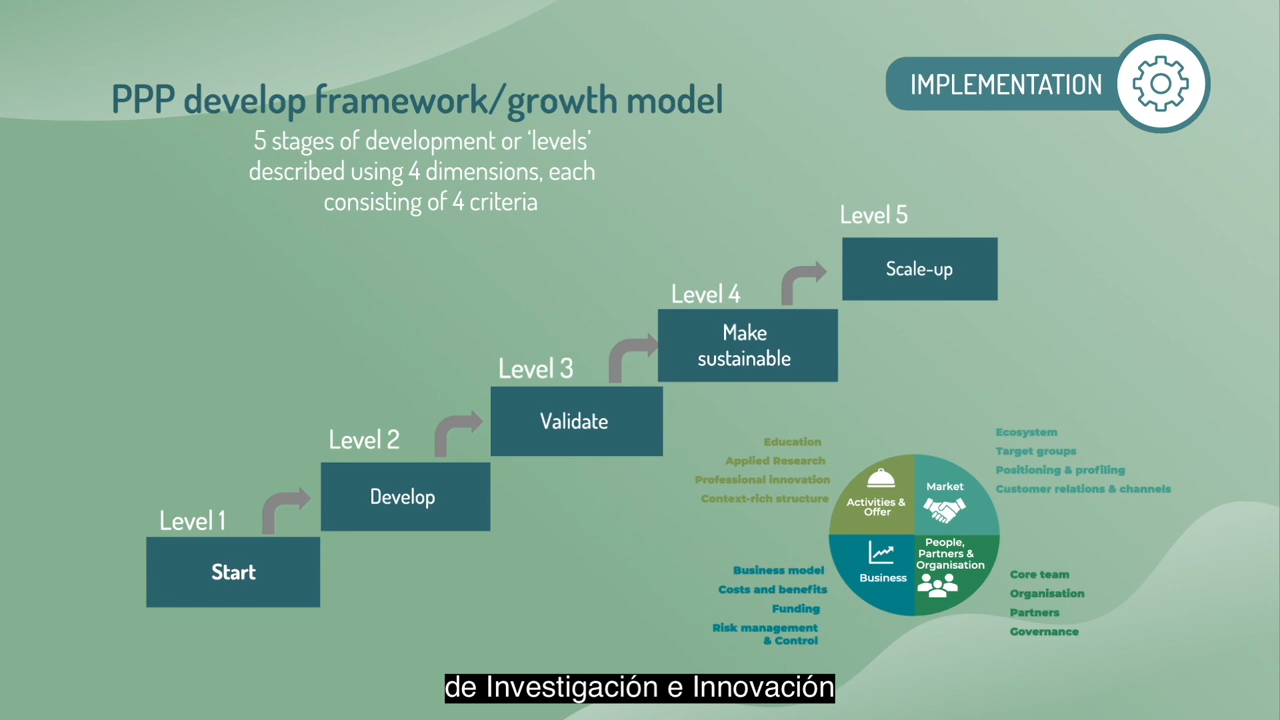 IMPLEMENTATION
PPP develop framework/growth model
5 stages of development or ‘levels’
described using 4 dimensions, each
consisting of 4 criteria
Level 5
Scale-up
Level 4
Make
sustainable
Level 3
Validate
Level 2
Develop
Level 1
Start
Education
Applied Research
Professional innovation
Context-rich structure
Ecosystem
Target groups
Positioning & profiling
Customer relations & channels
Activities &
Offer
Market
Business
People,
Partners &
Organisation
Business model
Costs and benefits
Funding
Risk management
& Control
Core team
Organisation
Partners
Governance
de Investigación e Innovación